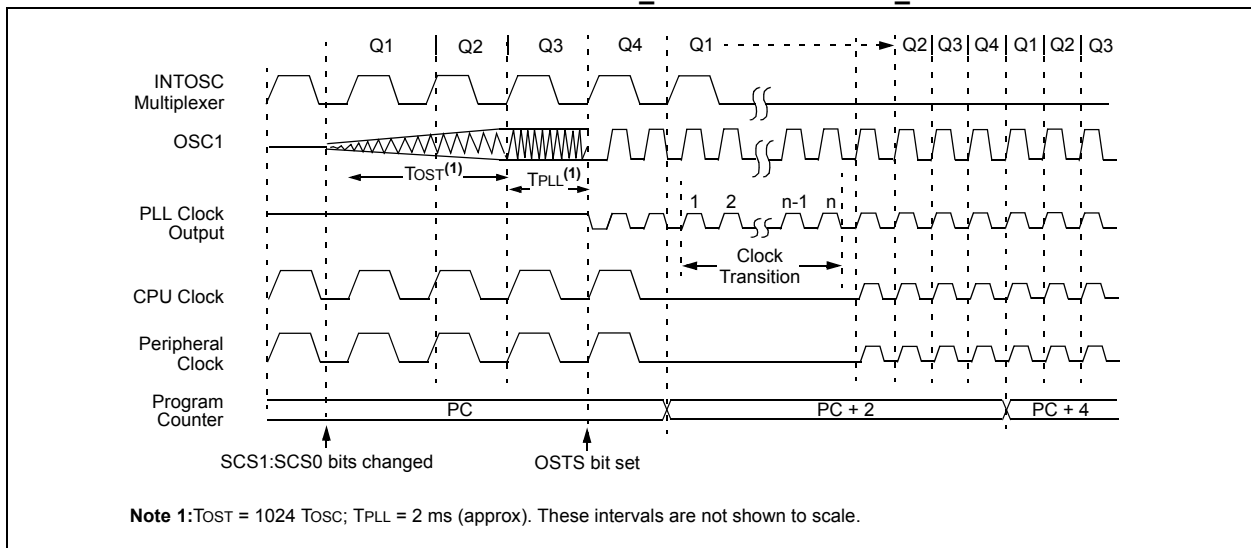 Q1 Q2 Q3 Q4 Q1 Q2 Q3 Q4 Q1 Q2 Q3
INTOSC
Multiplexer
OSC1
TOST(1)
TPLL(1)
PLL Clock
Output
1 2 n-1 n
Clock
Transition
CPU Clock
Peripheral
Clock
Program
Counter
PC PC + 2 PC + 4
SCS1:SCS0 bits changed OSTS bit set
Note 1:TOST = 1024 TOSC; TPLL = 2 ms (approx). These intervals are not shown to scale.